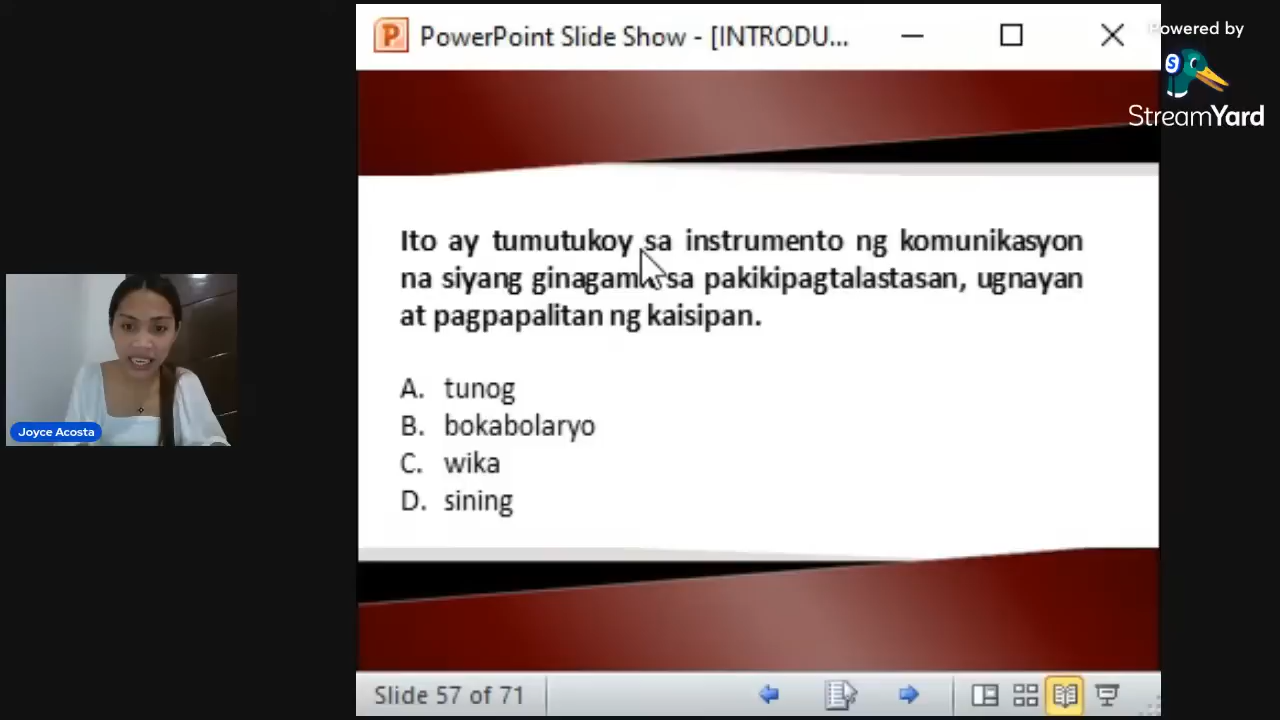 PowerPoint Slide Show - [INTRODU...
Powered by
StreamYard
Ito ay tumutukoy sa instrumento ng komunikasyon
na siyang ginagamit sa pakikipagtalastasan, ugnayan
at pagpapalitan ng kaisipan.
A. tunog
B. bokabolaryo
C. wika
D. sining
Joyce Acosta
Slide 57 of 71